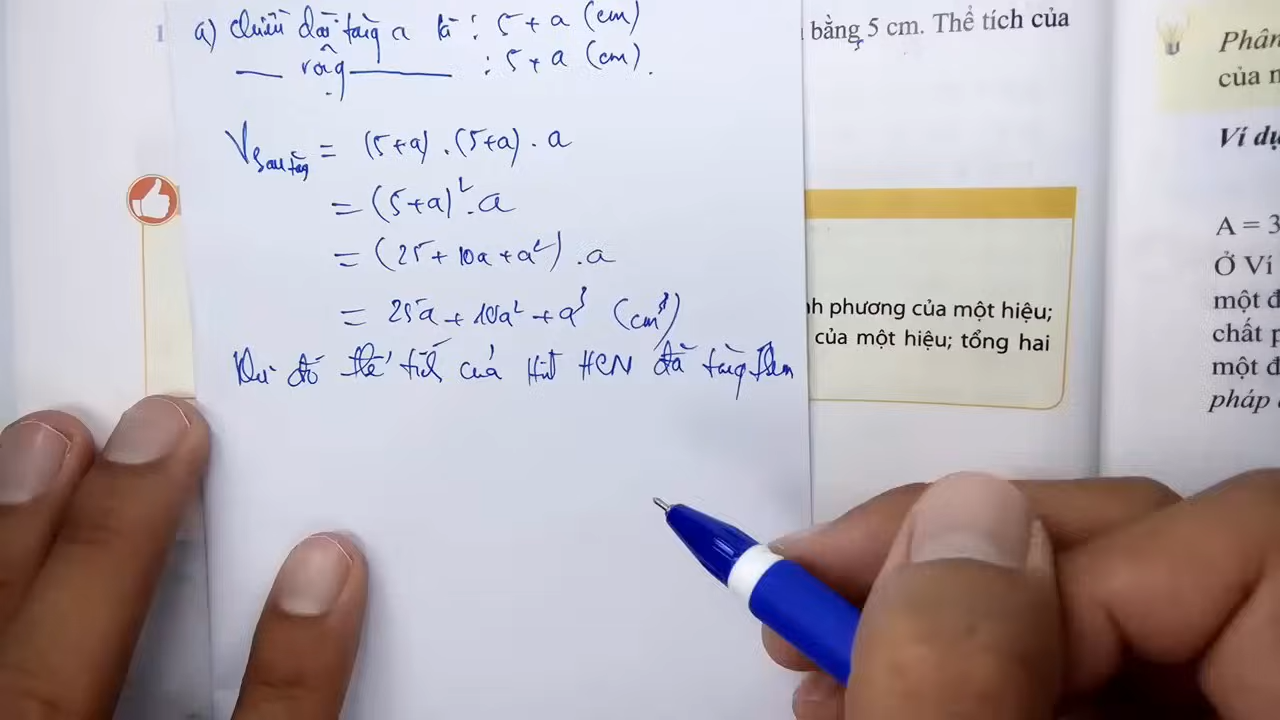 a) chiều dài tăng a là : 5 + a (cm)
— rộng — : 5 + a (cm).
V sau tăng = (5+a) . (5+a) . a
= (5+a)² . a
= (25 + 10a + a²) . a
= 25a + 10a² + a³ (cm³)
Khi đó thể tích của Hình HCN đã tăng thêm
bằng 5 cm. Thể tích của
nh phương của một hiệu;
của một hiệu; tổng hai
Phân
của m
Ví dụ
A = 3
Ở Ví
một đ
chất p
một đ
pháp